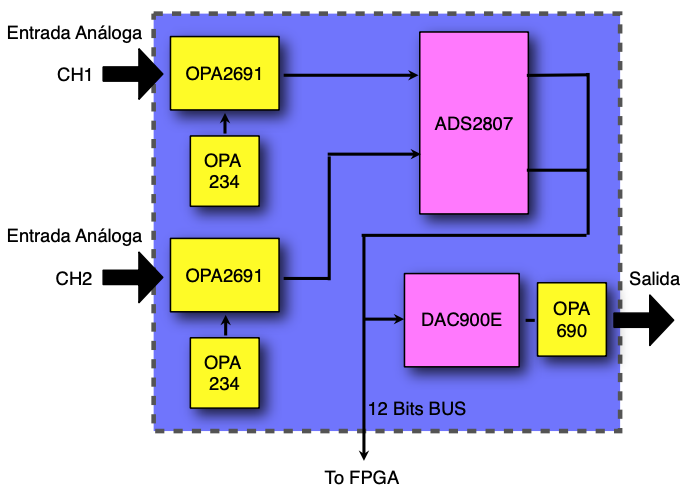 Entrada Análoga
CH1
OPA2691
OPA
234
ADS2807
Entrada Análoga
CH2
OPA2691
OPA
234
DAC900E
OPA
690
Salida
12 Bits BUS
To FPGA